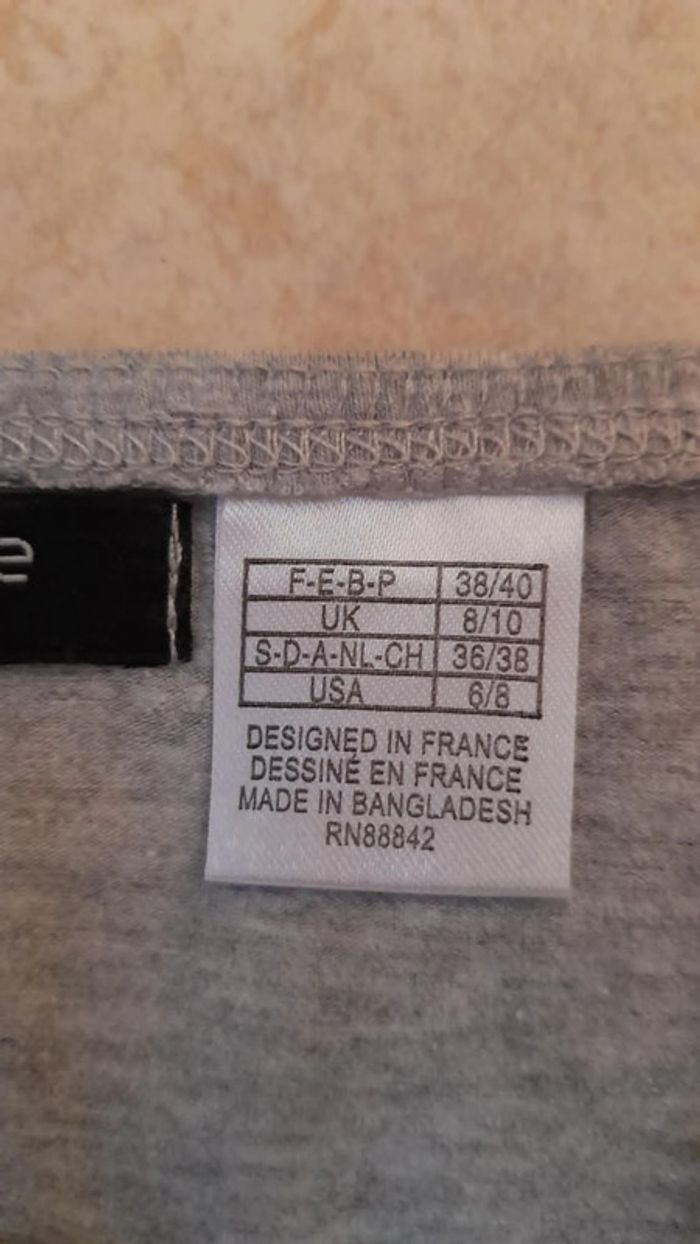 e
F-E-B-P 38/40
UK 8/10
S-D-A-NL-CH 36/38
USA 6/8
DESIGNED IN FRANCE
DESSINÉ EN FRANCE
MADE IN BANGLADESH
RN88842